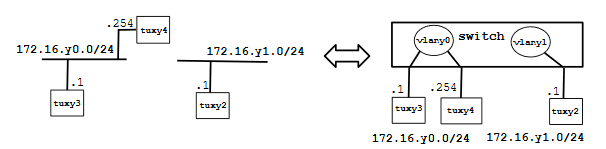 .254
tuxy4
172.16.y0.0/24
.1
tuxy3
172.16.y1.0/24
.1
tuxy2
switch
vlany0
vlany1
.1
tuxy3
.254
tuxy4
.1
tuxy2
172.16.y0.0/24
172.16.y1.0/24